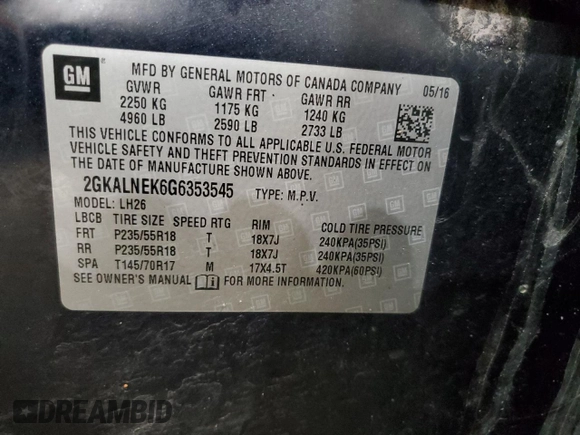 GM
MFD BY GENERAL MOTORS OF CANADA COMPANY 05/16
GVWR GAWR FRT GAWR RR
2250 KG 1175 KG 1240 KG
4960 LB 2590 LB 2733 LB
THIS VEHICLE CONFORMS TO ALL APPLICABLE U.S. FEDERAL MOTOR
VEHICLE SAFETY AND THEFT PREVENTION STANDARDS IN EFFECT ON
THE DATE OF MANUFACTURE SHOWN ABOVE.
2GKALNEK6G6353545 TYPE: M.P.V.
MODEL: LH26
LBCB TIRE SIZE SPEED RTG RIM COLD TIRE PRESSURE
FRT P235/55R18 T 18X7J 240KPA(35PSI)
RR P235/55R18 T 18X7J 240KPA(35PSI)
SPA T145/70R17 M 17X4.5T 420KPA(60PSI)
SEE OWNER'S MANUAL FOR MORE INFORMATION.
DREAMBID